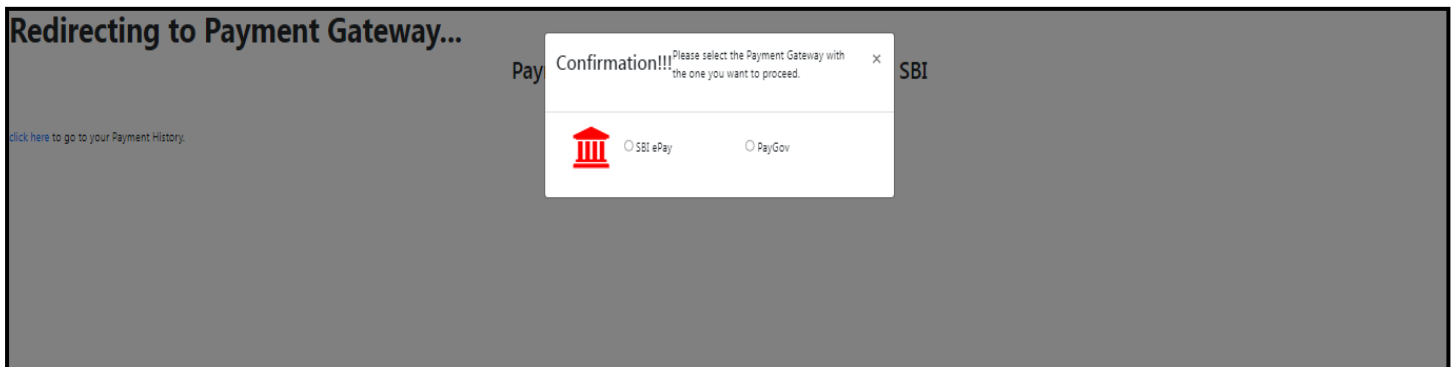 Redirecting to Payment Gateway...
Confirmation!!! Please select the Payment Gateway with
the one you want to proceed.
×
SBI
click here to go to your Payment History.
SBI ePay
PayGov